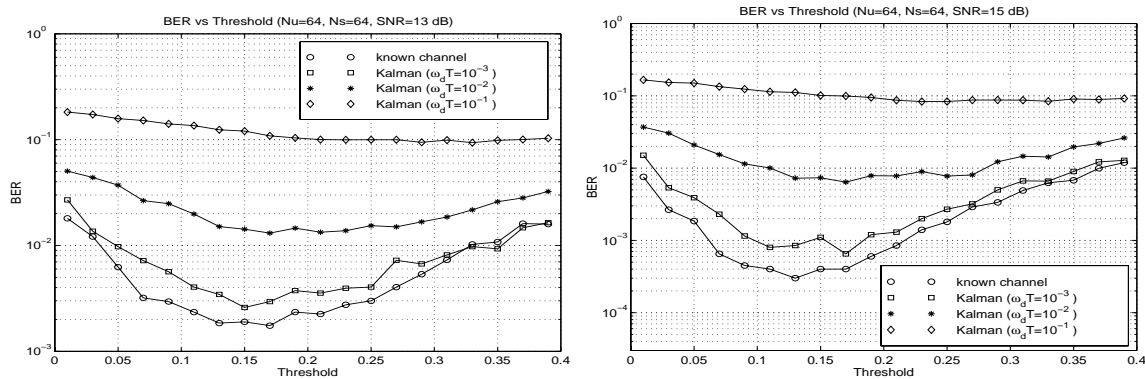 BER vs Threshold (Nu=64, Ns=64, SNR=13 dB)
10⁰
10⁻¹
10⁻²
10⁻³
BER
known channel
Kalman (ω_dT=10⁻³)
Kalman (ω_dT=10⁻²)
Kalman (ω_dT=10⁻¹)
0 0.05 0.1 0.15 0.2 0.25 0.3 0.35 0.4
Threshold
BER vs Threshold (Nu=64, Ns=64, SNR=15 dB)
10⁰
10⁻¹
10⁻²
10⁻³
10⁻⁴
BER
known channel
Kalman (ω_dT=10⁻³)
Kalman (ω_dT=10⁻²)
Kalman (ω_dT=10⁻¹)
0 0.05 0.1 0.15 0.2 0.25 0.3 0.35 0.4
Threshold